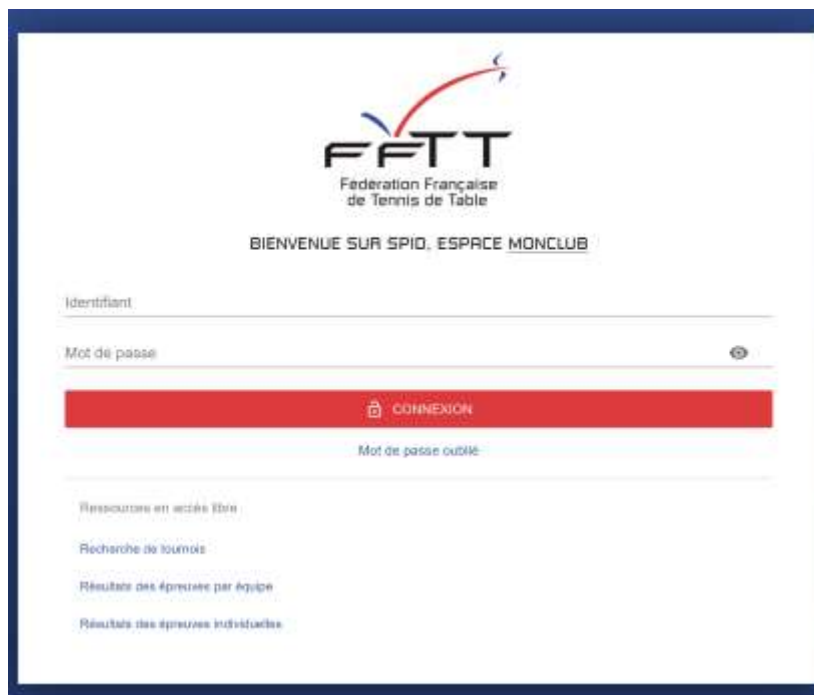 FFTT
Fédération Française
de Tennis de Table
BIENVENUE SUR SPID, ESPACE MONCLUB
Identifiant
Mot de passe
CONNEXION
Mot de passe oublié
Ressources en accès libre
Recherche de tournois
Résultats des épreuves par équipe
Résultats des épreuves individuelles